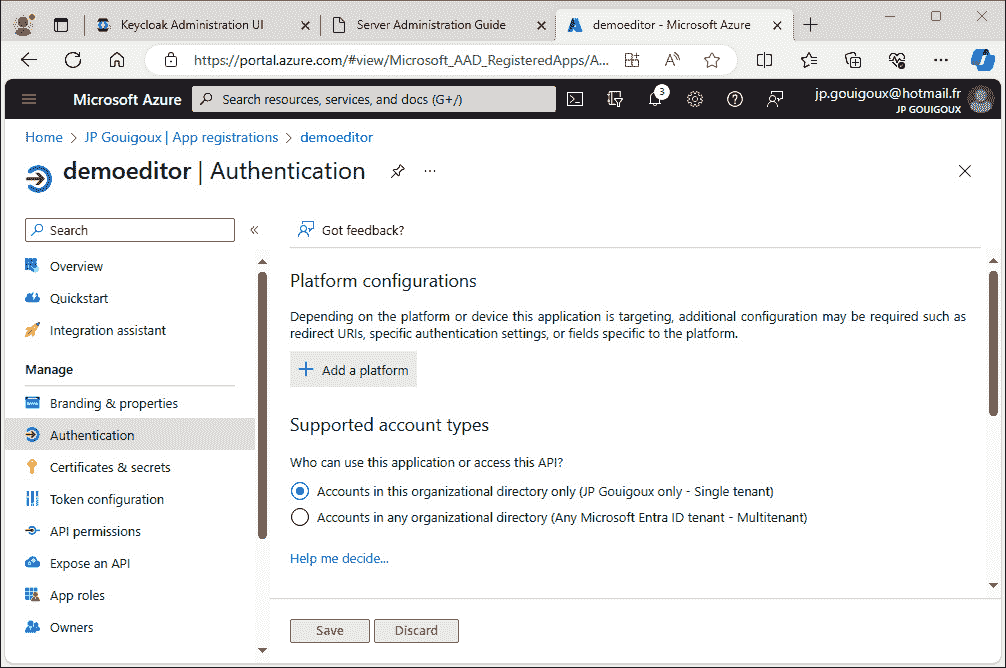 Keycloak Administration UI
Server Administration Guide
demoeditor - Microsoft Azure
https://portal.azure.com/#view/Microsoft_AAD_RegisteredApps/A...
Microsoft Azure
Search resources, services, and docs (G+/)
3
jp.gouigoux@hotmail.fr
JP GOUIGOUX
Home > JP Gouigoux | App registrations > demoeditor
demoeditor | Authentication
Search
«
Got feedback?
Overview
Quickstart
Integration assistant
Manage
Branding & properties
Authentication
Certificates & secrets
Token configuration
API permissions
Expose an API
App roles
Owners
Platform configurations
Depending on the platform or device this application is targeting, additional configuration may be required such as
redirect URIs, specific authentication settings, or fields specific to the platform.
Add a platform
Supported account types
Who can use this application or access this API?
Accounts in this organizational directory only (JP Gouigoux only - Single tenant)
Accounts in any organizational directory (Any Microsoft Entra ID tenant - Multitenant)
Help me decide...
Save
Discard